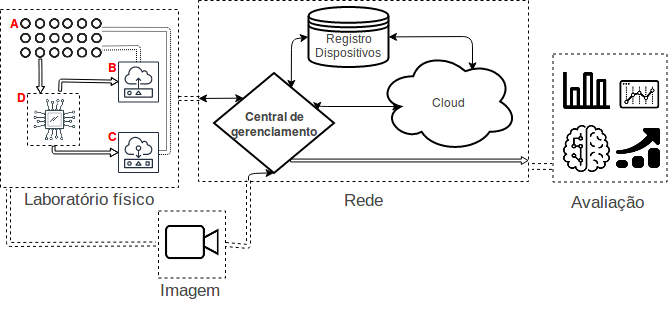 A
B
C
D
Registro
Dispositivos
Central de
gerenciamento
Cloud
Laboratório físico
Rede
Avaliação
Imagem